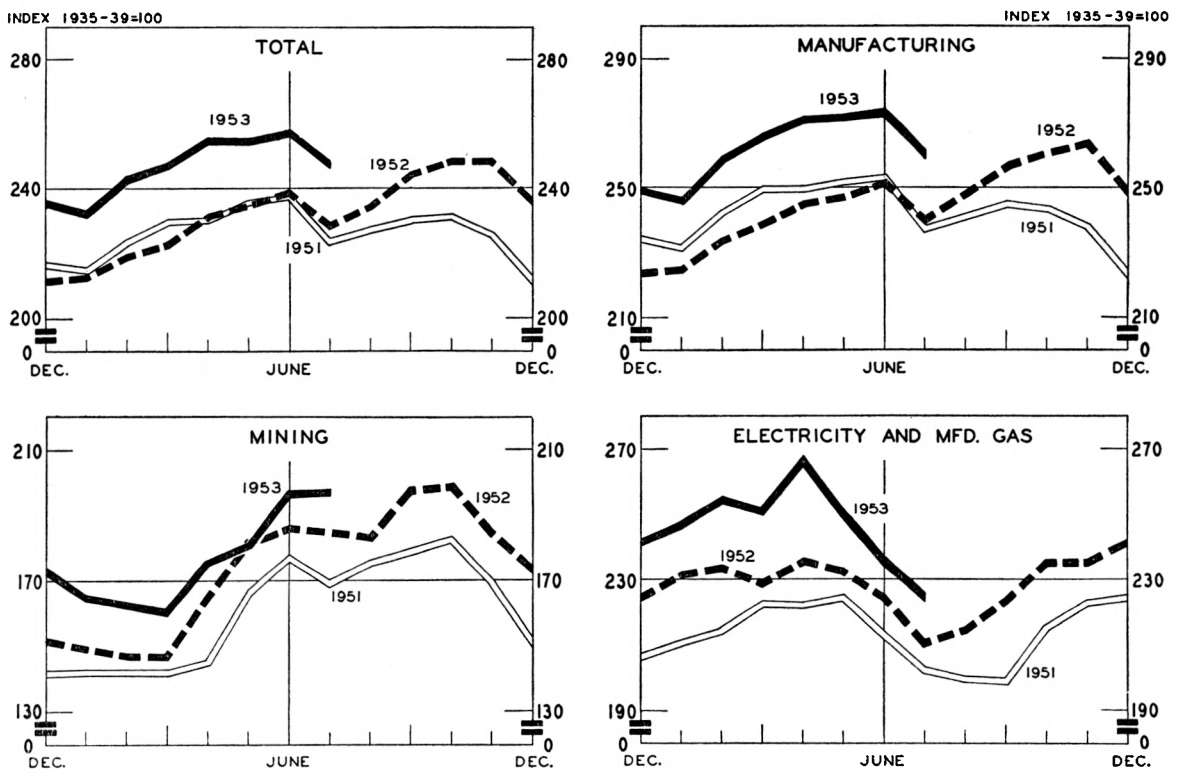 INDEX 1935-39=100
INDEX 1935-39=100
TOTAL
280
280
1953
1952
240
240
1951
200
200
0
0
DEC.
JUNE
DEC.
MANUFACTURING
290
290
1953
1952
250
250
1951
210
210
0
0
DEC.
JUNE
DEC.
MINING
210
210
1953
1952
170
170
1951
130
130
0
0
DEC.
JUNE
DEC.
ELECTRICITY AND MFD. GAS
270
270
1953
1952
230
230
1951
190
190
0
0
DEC.
JUNE
DEC.